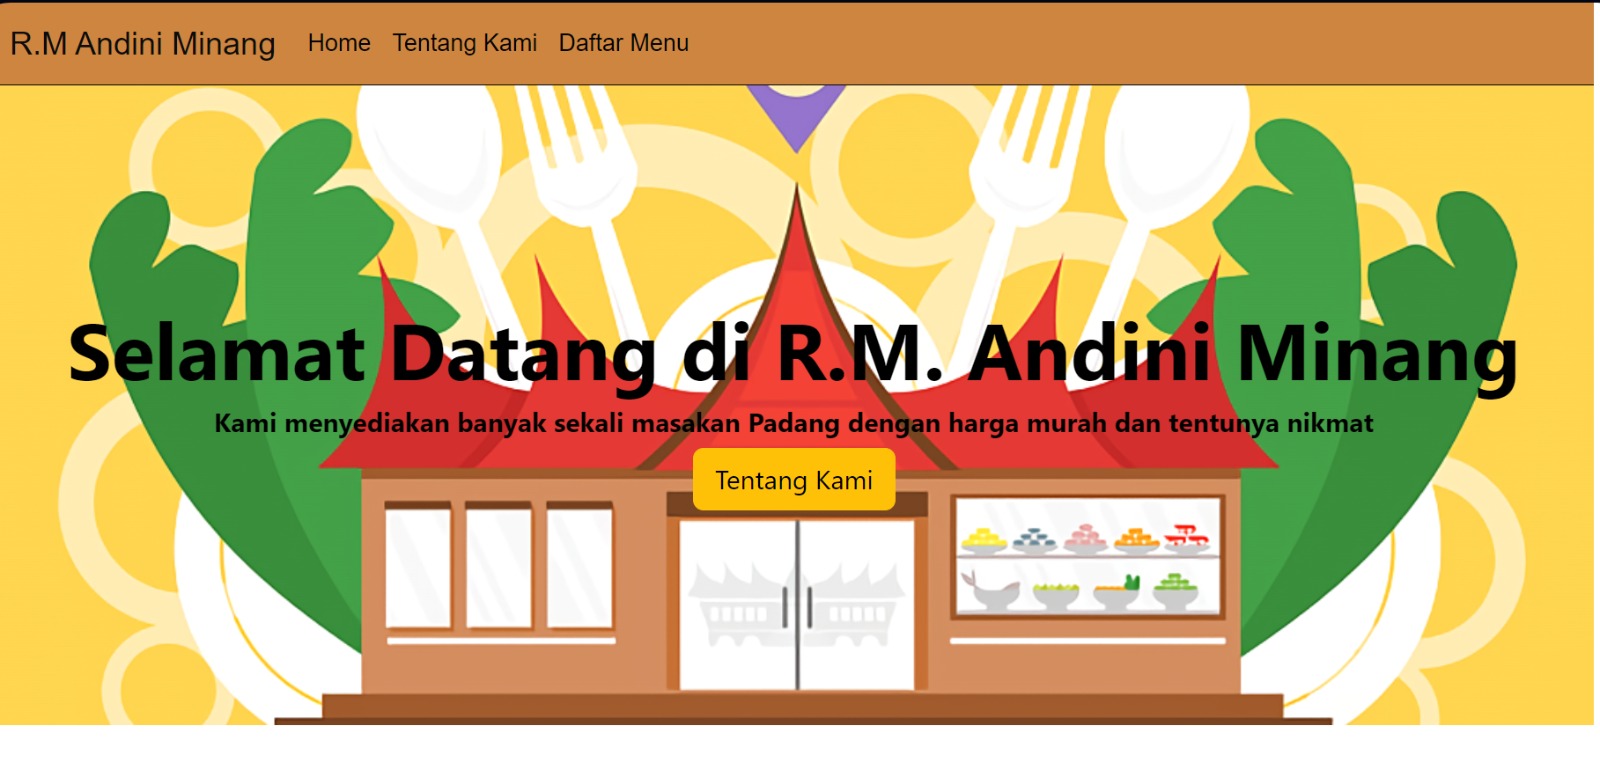 R.M Andini Minang Home Tentang Kami Daftar Menu
Selamat Datang di R.M. Andini Minang
Kami menyediakan banyak sekali masakan Padang dengan harga murah dan tentunya nikmat
Tentang Kami